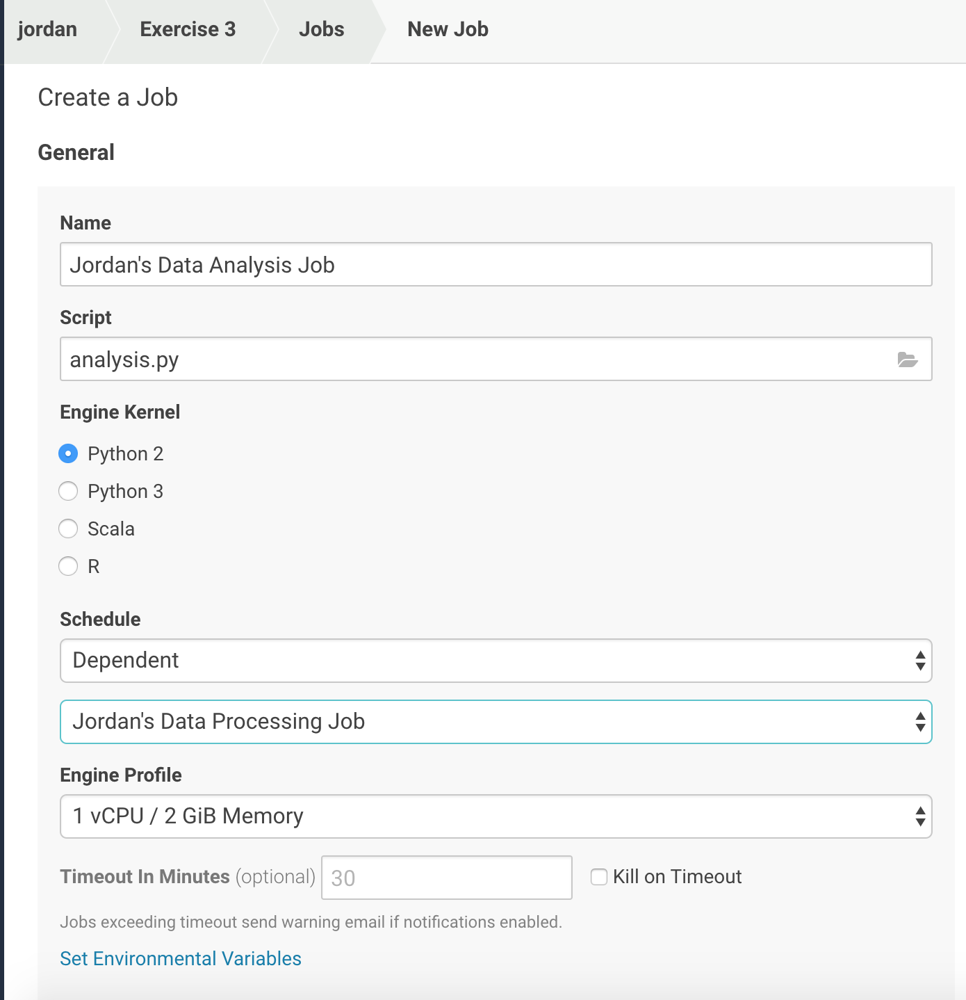 jordan Exercise 3 Jobs New Job
Create a Job
General
Name
Jordan's Data Analysis Job
Script
analysis.py
Engine Kernel
Python 2
Python 3
Scala
R
Schedule
Dependent
Jordan's Data Processing Job
Engine Profile
1 vCPU / 2 GiB Memory
Timeout In Minutes (optional) 30 Kill on Timeout
Jobs exceeding timeout send warning email if notifications enabled.
Set Environmental Variables